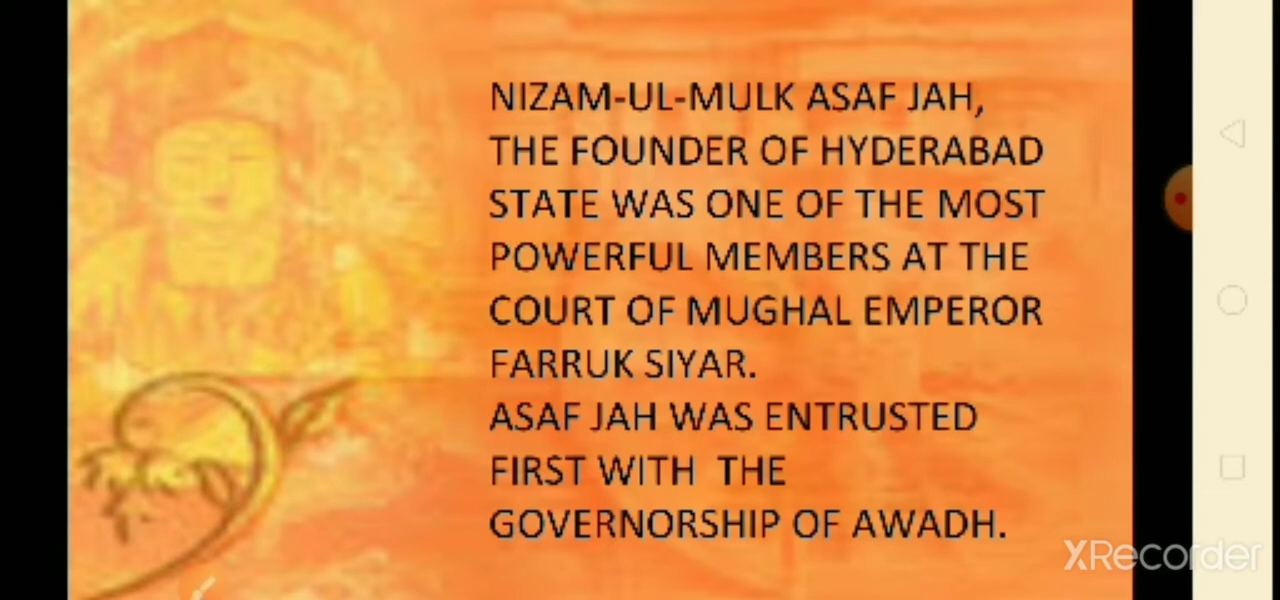 NIZAM-UL-MULK ASAF JAH,
THE FOUNDER OF HYDERABAD
STATE WAS ONE OF THE MOST
POWERFUL MEMBERS AT THE
COURT OF MUGHAL EMPEROR
FARRUK SIYAR.
ASAF JAH WAS ENTRUSTED
FIRST WITH  THE
GOVERNORSHIP OF AWADH.
XRecorder